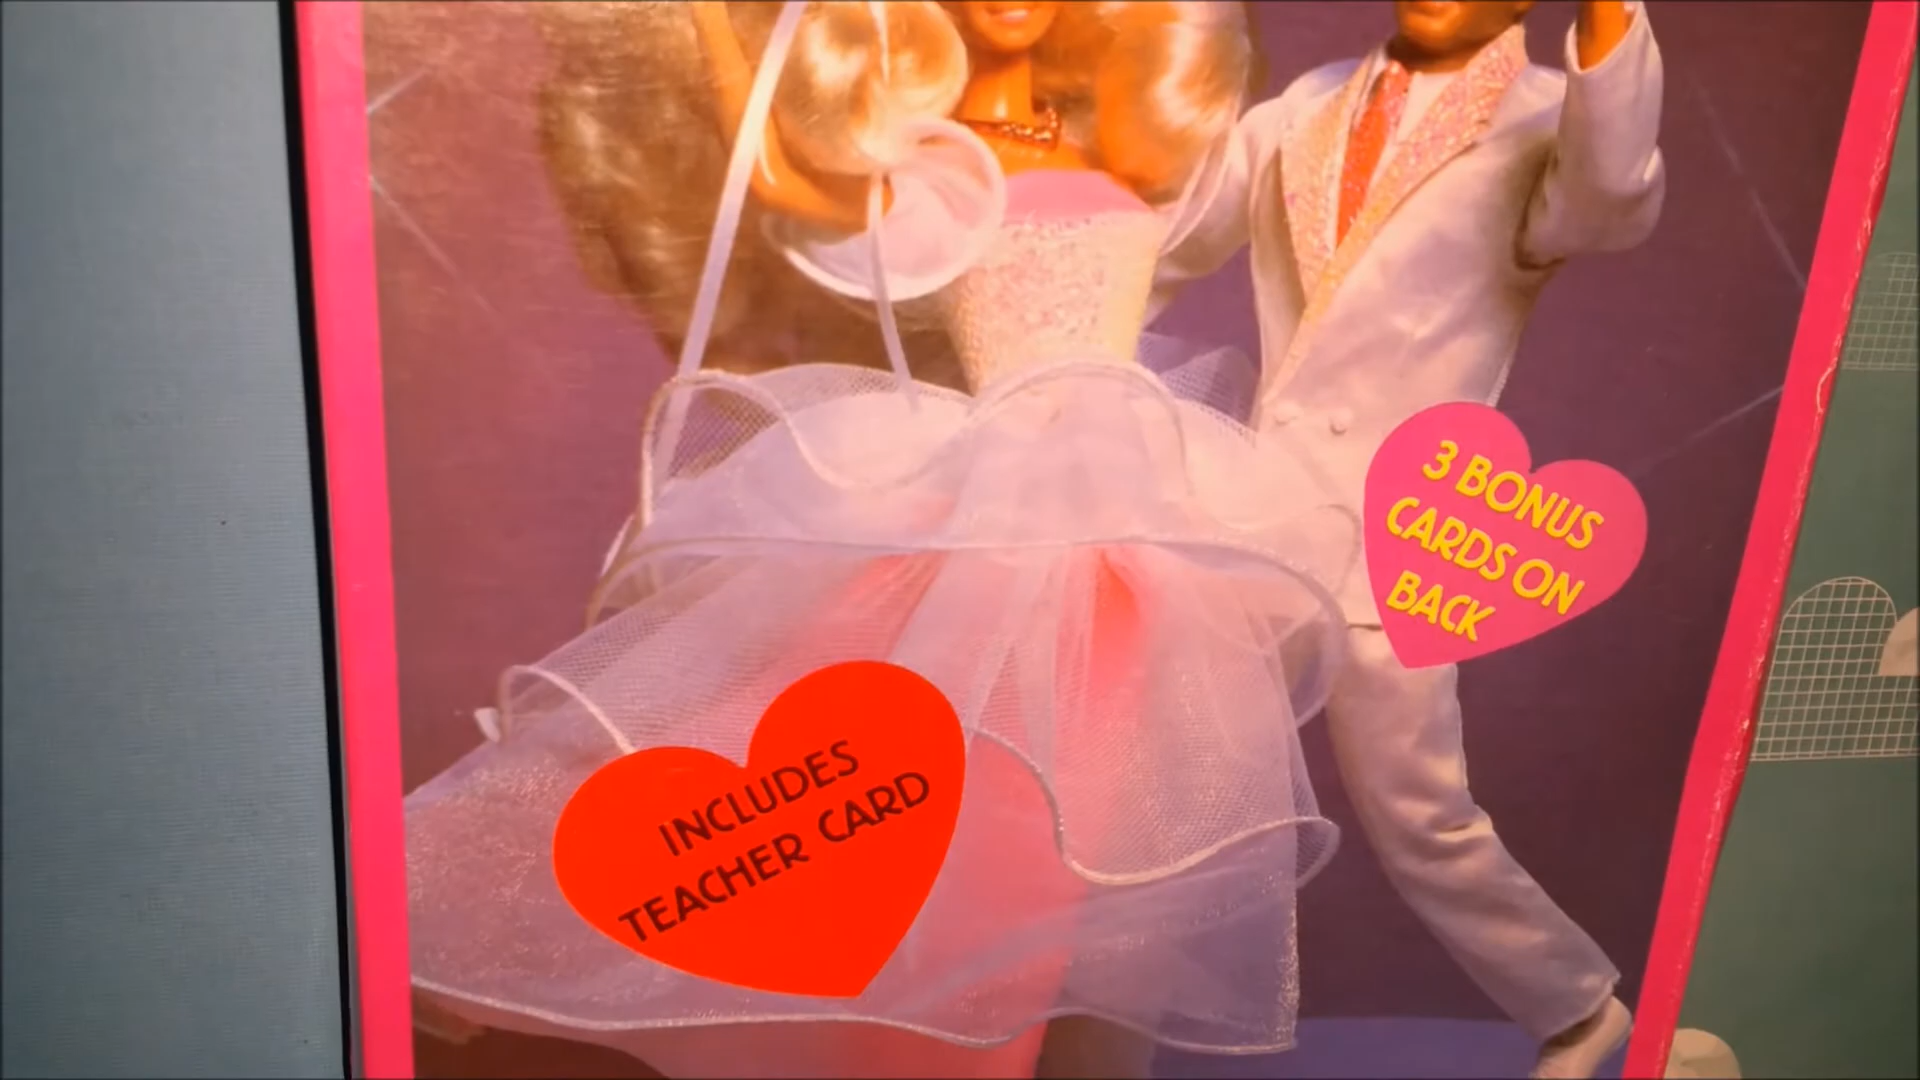 3 BONUS
CARDS ON
BACK
INCLUDES
TEACHER CARD